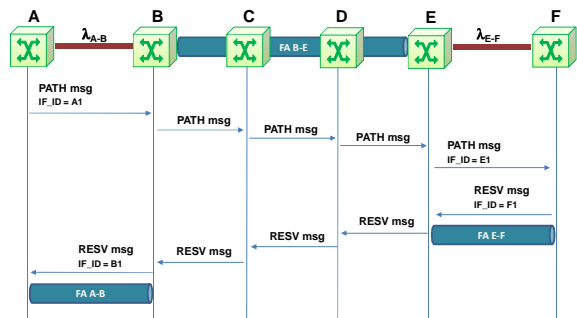 A B C D E F
λA-B FA B-E λE-F
PATH msg
IF_ID = A1
PATH msg
PATH msg
PATH msg
PATH msg
IF_ID = E1
RESV msg
IF_ID = F1
RESV msg
RESV msg
RESV msg
RESV msg
IF_ID = B1
FA E-F
FA A-B